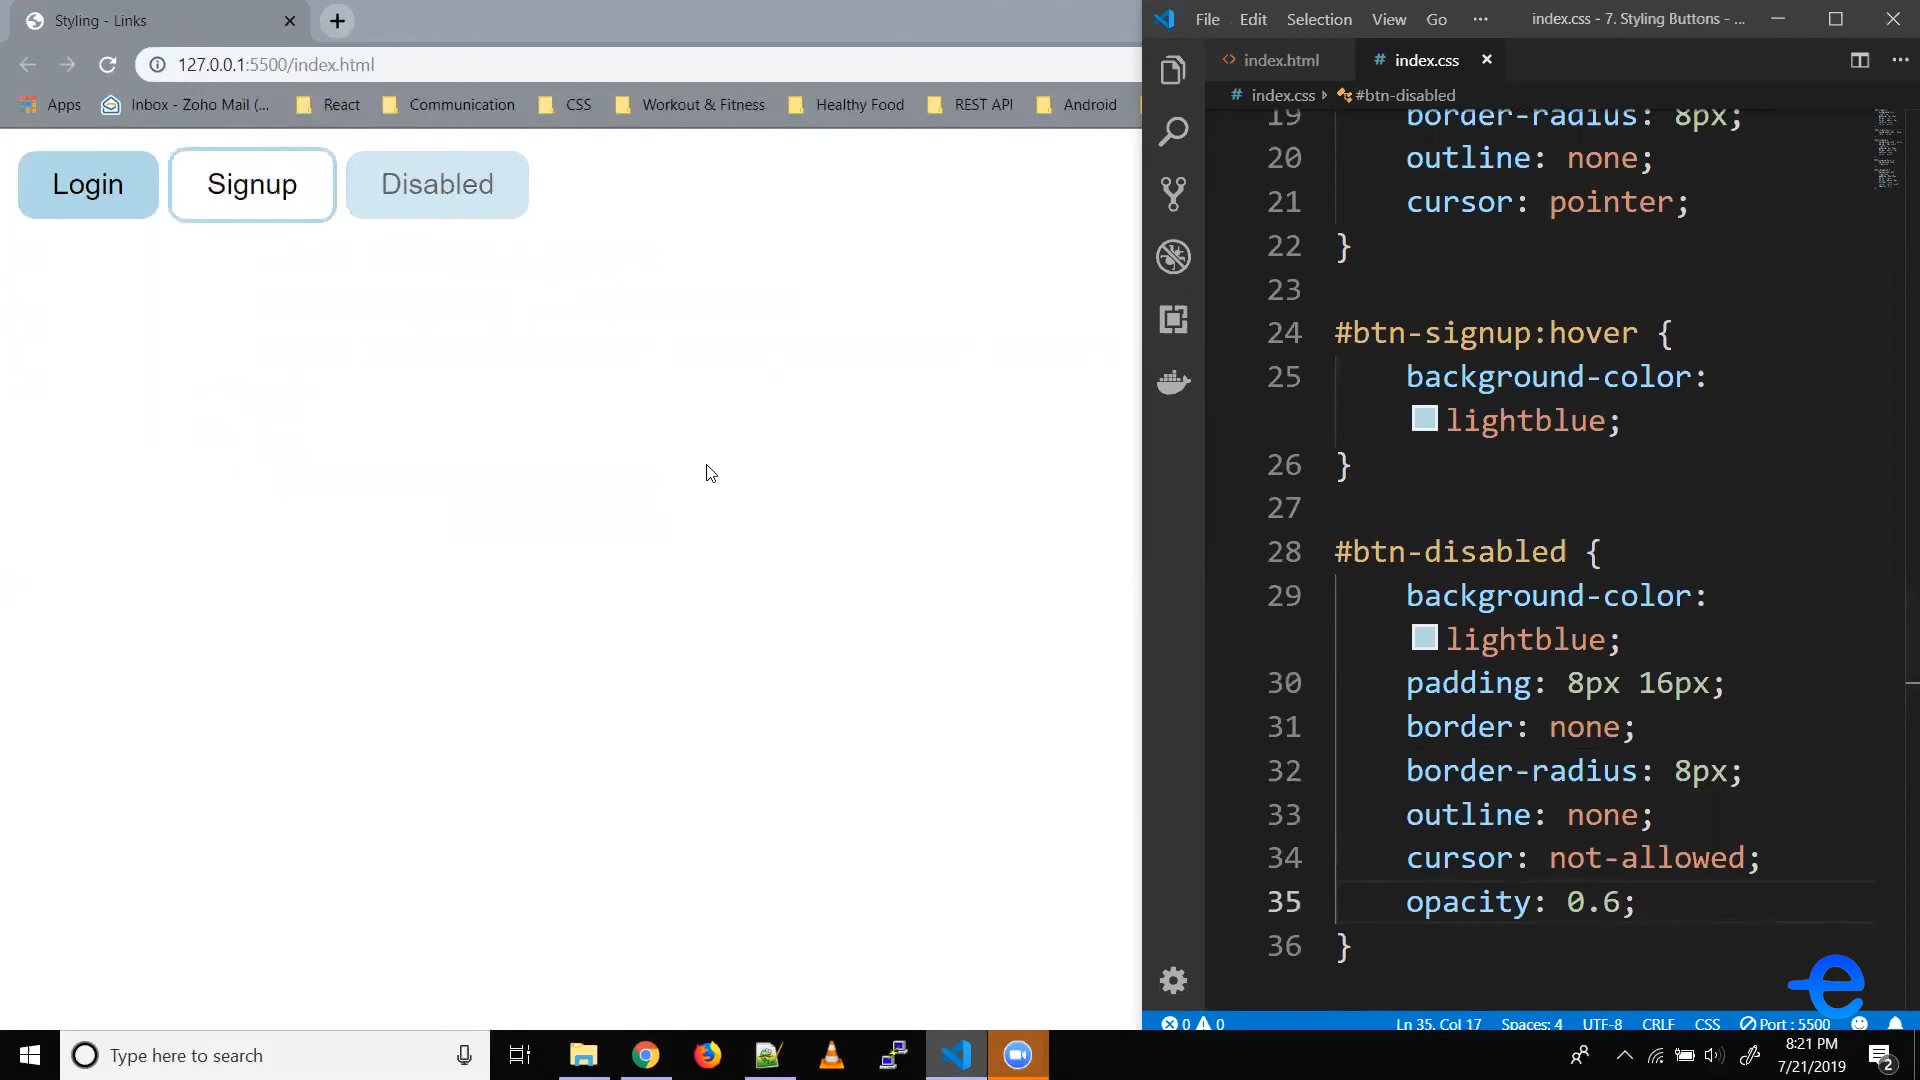 Styling - Links
127.0.0.1:5500/index.html
Apps Inbox - Zoho Mail (... React Communication CSS Workout & Fitness Healthy Food REST API Android
Login Signup Disabled
File Edit Selection View Go ··· index.css - 7. Styling Buttons - ...
index.html # index.css
# index.css #btn-disabled
19 border-radius: 8px;
20 outline: none;
21 cursor: pointer;
22 }
23
24 #btn-signup:hover {
25 background-color:
lightblue;
26 }
27
28 #btn-disabled {
29 background-color:
lightblue;
30 padding: 8px 16px;
31 border: none;
32 border-radius: 8px;
33 outline: none;
34 cursor: not-allowed;
35 opacity: 0.6;
36 }
0 0 Ln 35, Col 17 Spaces: 4 UTF-8 CRLF CSS Port : 5500
Type here to search
8:21 PM
7/21/2019
2